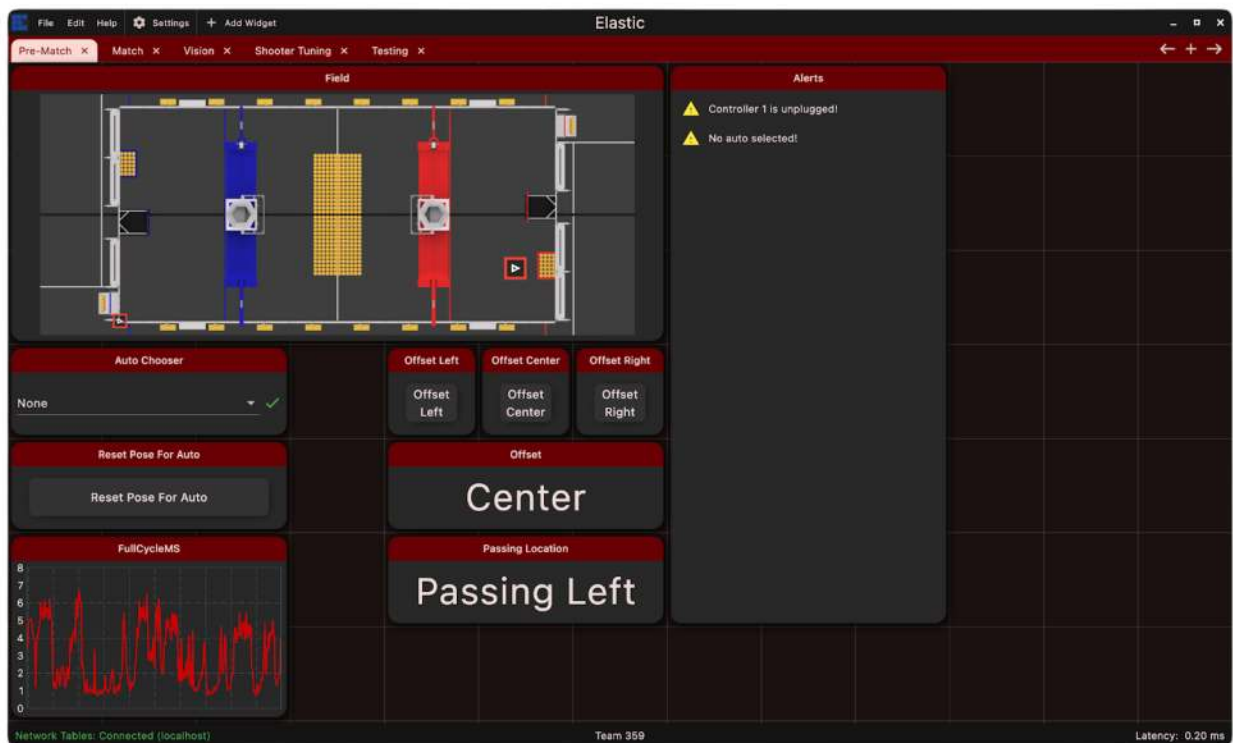 File Edit Help Settings + Add Widget
Elastic
Pre-Match ×
Match ×
Vision ×
Shooter Tuning ×
Testing ×
Field
Alerts
Controller 1 is unplugged!
No auto selected!
Auto Chooser
None
Offset Left
Offset
Left
Offset Center
Offset
Center
Offset Right
Offset
Right
Reset Pose For Auto
Reset Pose For Auto
Offset
Center
FullCycleMS
8
7
6
5
4
3
2
1
0
Passing Location
Passing Left
Network Tables: Connected (localhost)
Team 359
Latency: 0.20 ms